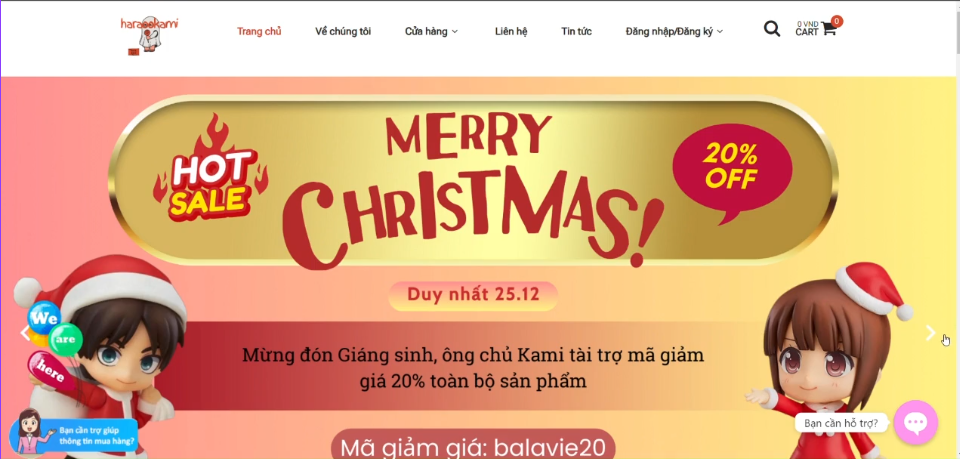 haraookami
Trang chủ
Về chúng tôi
Cửa hàng
Liên hệ
Tin tức
Đăng nhập/Đăng ký
0 VND
CART
0
MERRY
CHRISTMAS!
HOT
SALE
20%
OFF
Duy nhất 25.12
Mừng đón Giáng sinh, ông chủ Kami tài trợ mã giảm
giá 20% toàn bộ sản phẩm
Mã giảm giá: balavie20
We
are
here
Bạn cần trợ giúp
thông tin mua hàng?
Bạn cần hỗ trợ?